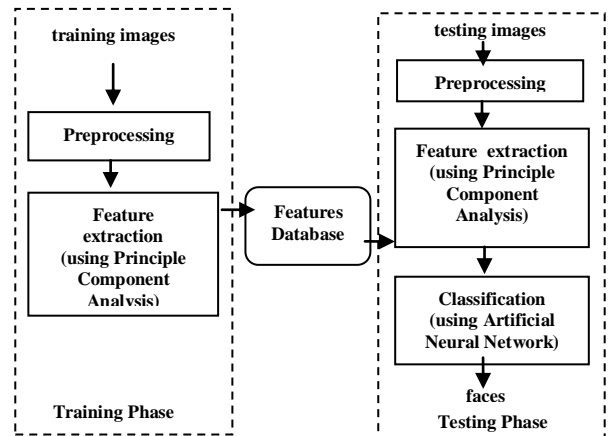 training images
Preprocessing
Feature
extraction
(using Principle
Component
Analysis)
Training Phase
Features
Database
testing images
Preprocessing
Feature extraction
(using Principle
Component
Analysis)
Classification
(using Artificial
Neural Network)
faces
Testing Phase